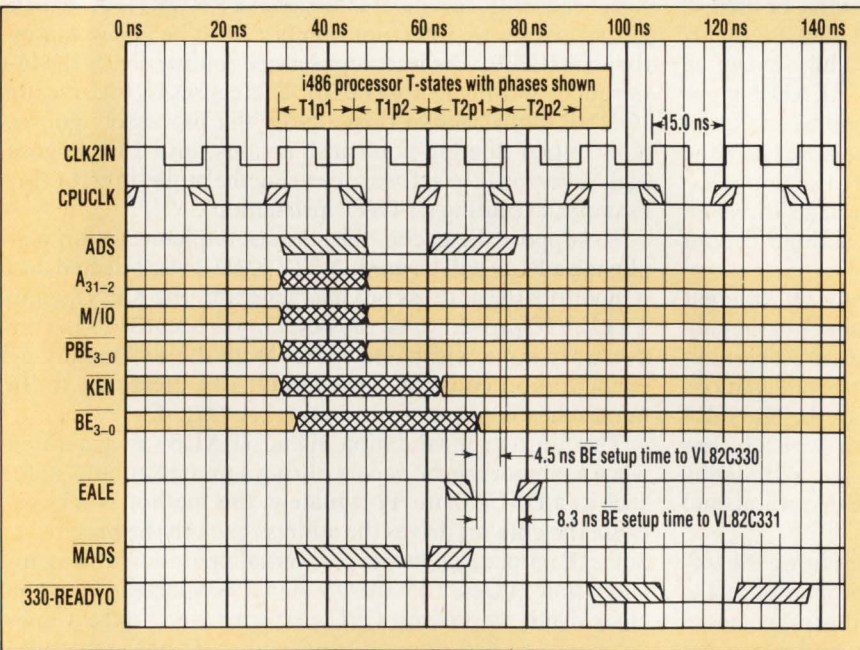 0 ns 20 ns 40 ns 60 ns 80 ns 100 ns 120 ns 140 ns
i486 processor T-states with phases shown
T1p1 T1p2 T2p1 T2p2
15.0 ns
CLK2IN
CPUCLK
ADS
A31–2
M/IO
PBE3–0
KEN
BE3–0
4.5 ns BE setup time to VL82C330
EALE
8.3 ns BE setup time to VL82C331
MADS
330-READYO